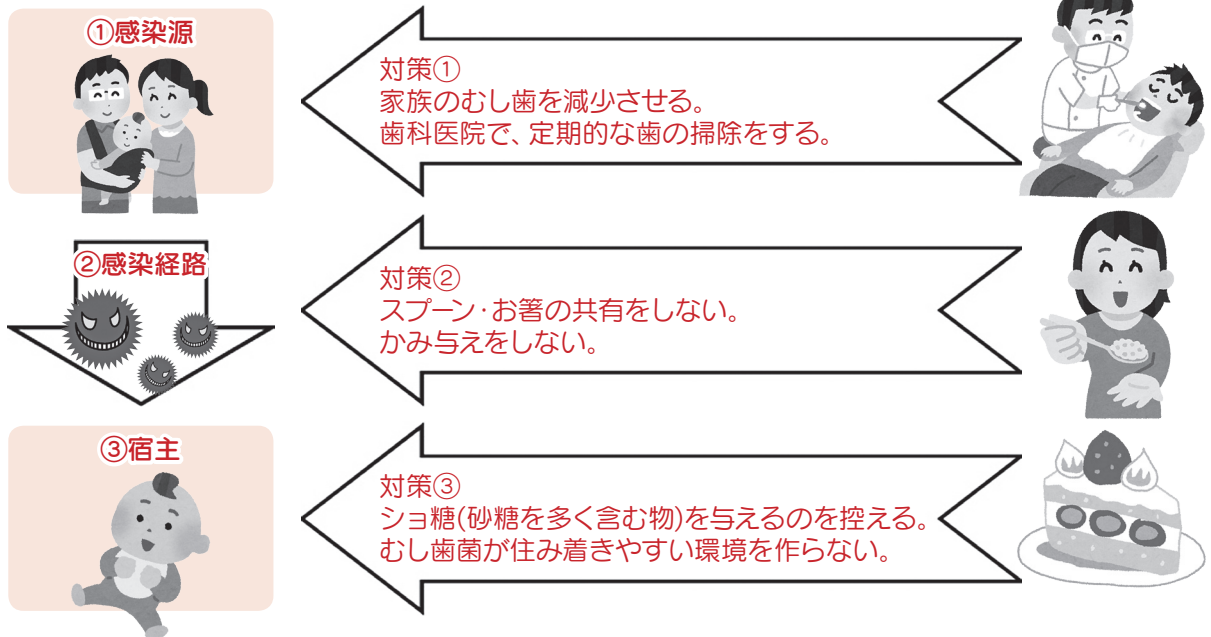 ①感染源
対策①
家族のむし歯を減少させる。
歯科医院で、定期的な歯の掃除をする。
②感染経路
対策②
スプーン・お箸の共有をしない。
かみ与えをしない。
③宿主
対策③
ショ糖(砂糖を多く含む物)を与えるのを控える。
むし歯菌が住み着きやすい環境を作らない。